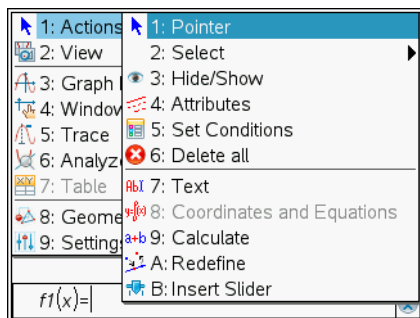 1: Actions
2: View
3: Graph
4: Window
5: Trace
6: Analyze
7: Table
8: Geome
9: Settings
1: Pointer
2: Select
3: Hide/Show
4: Attributes
5: Set Conditions
6: Delete all
7: Text
8: Coordinates and Equations
9: Calculate
A: Redefine
B: Insert Slider
f1(x)=